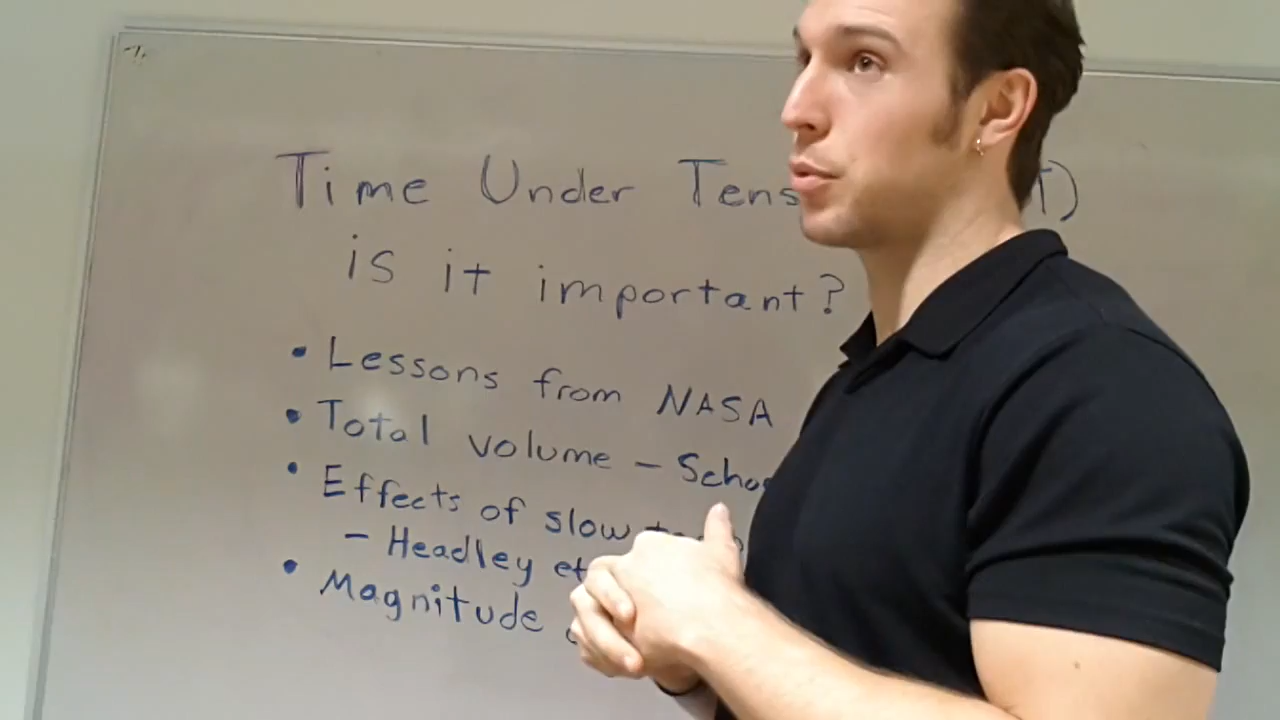 Time Under Tens T)
is it important?
• Lessons from NASA
• Total volume – Scho
• Effects of slow
– Headley et
• Magnitude